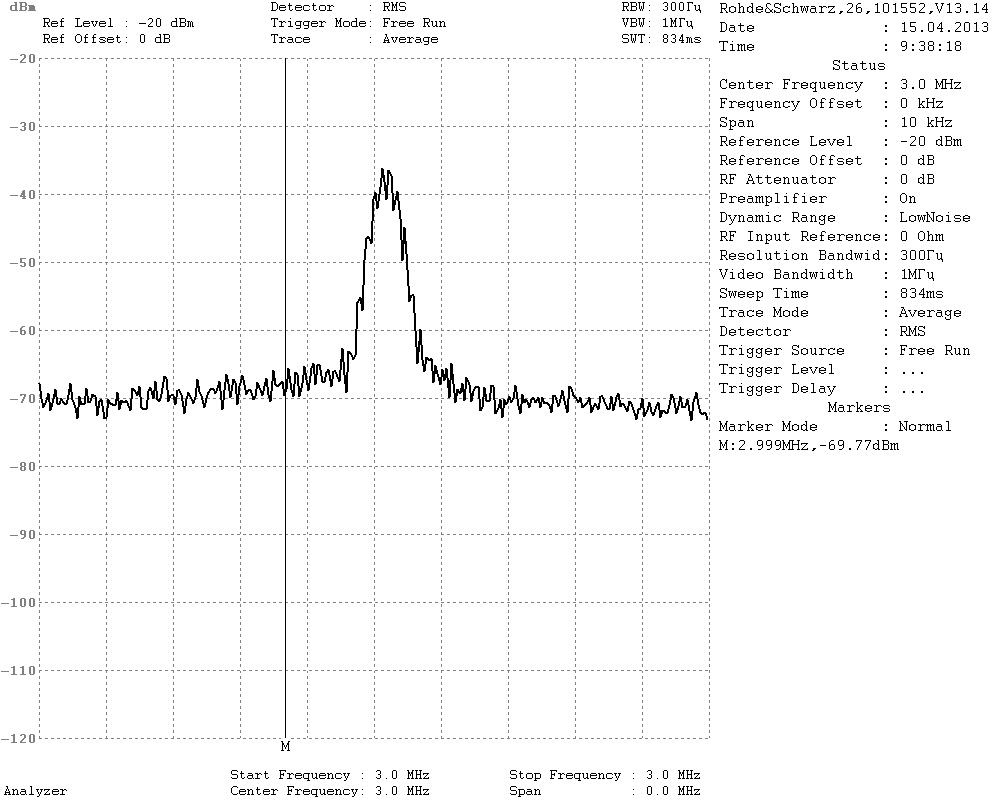 dBm
Ref Level : -20 dBm
Ref Offset: 0 dB
Detector : RMS
Trigger Mode: Free Run
Trace : Average
RBW: 300Гц
VBW: 1МГц
SWT: 834ms
-20
-30
-40
-50
-60
-70
-80
-90
-100
-110
-120
M
Start Frequency : 3.0 MHz
Center Frequency: 3.0 MHz
Stop Frequency : 3.0 MHz
Span : 0.0 MHz
Analyzer
Rohde&Schwarz,26,101552,V13.14
Date : 15.04.2013
Time : 9:38:18
Status
Center Frequency : 3.0 MHz
Frequency Offset : 0 kHz
Span : 10 kHz
Reference Level : -20 dBm
Reference Offset : 0 dB
RF Attenuator : 0 dB
Preamplifier : On
Dynamic Range : LowNoise
RF Input Reference: 0 Ohm
Resolution Bandwid: 300Гц
Video Bandwidth : 1МГц
Sweep Time : 834ms
Trace Mode : Average
Detector : RMS
Trigger Source : Free Run
Trigger Level : ...
Trigger Delay : ...
Markers
Marker Mode : Normal
M:2.999MHz,-69.77dBm